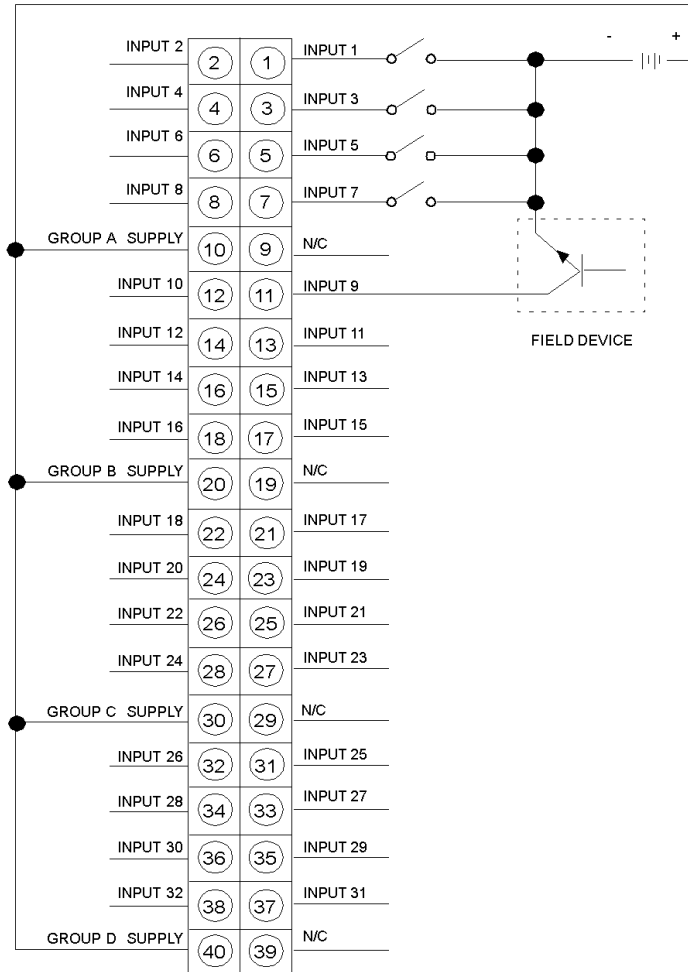 - +
INPUT 2 2 1 INPUT 1
INPUT 4 4 3 INPUT 3
INPUT 6 6 5 INPUT 5
INPUT 8 8 7 INPUT 7
GROUP A SUPPLY 10 9 N/C
INPUT 10 12 11 INPUT 9
FIELD DEVICE
INPUT 12 14 13 INPUT 11
INPUT 14 16 15 INPUT 13
INPUT 16 18 17 INPUT 15
GROUP B SUPPLY 20 19 N/C
INPUT 18 22 21 INPUT 17
INPUT 20 24 23 INPUT 19
INPUT 22 26 25 INPUT 21
INPUT 24 28 27 INPUT 23
GROUP C SUPPLY 30 29 N/C
INPUT 26 32 31 INPUT 25
INPUT 28 34 33 INPUT 27
INPUT 30 36 35 INPUT 29
INPUT 32 38 37 INPUT 31
GROUP D SUPPLY 40 39 N/C